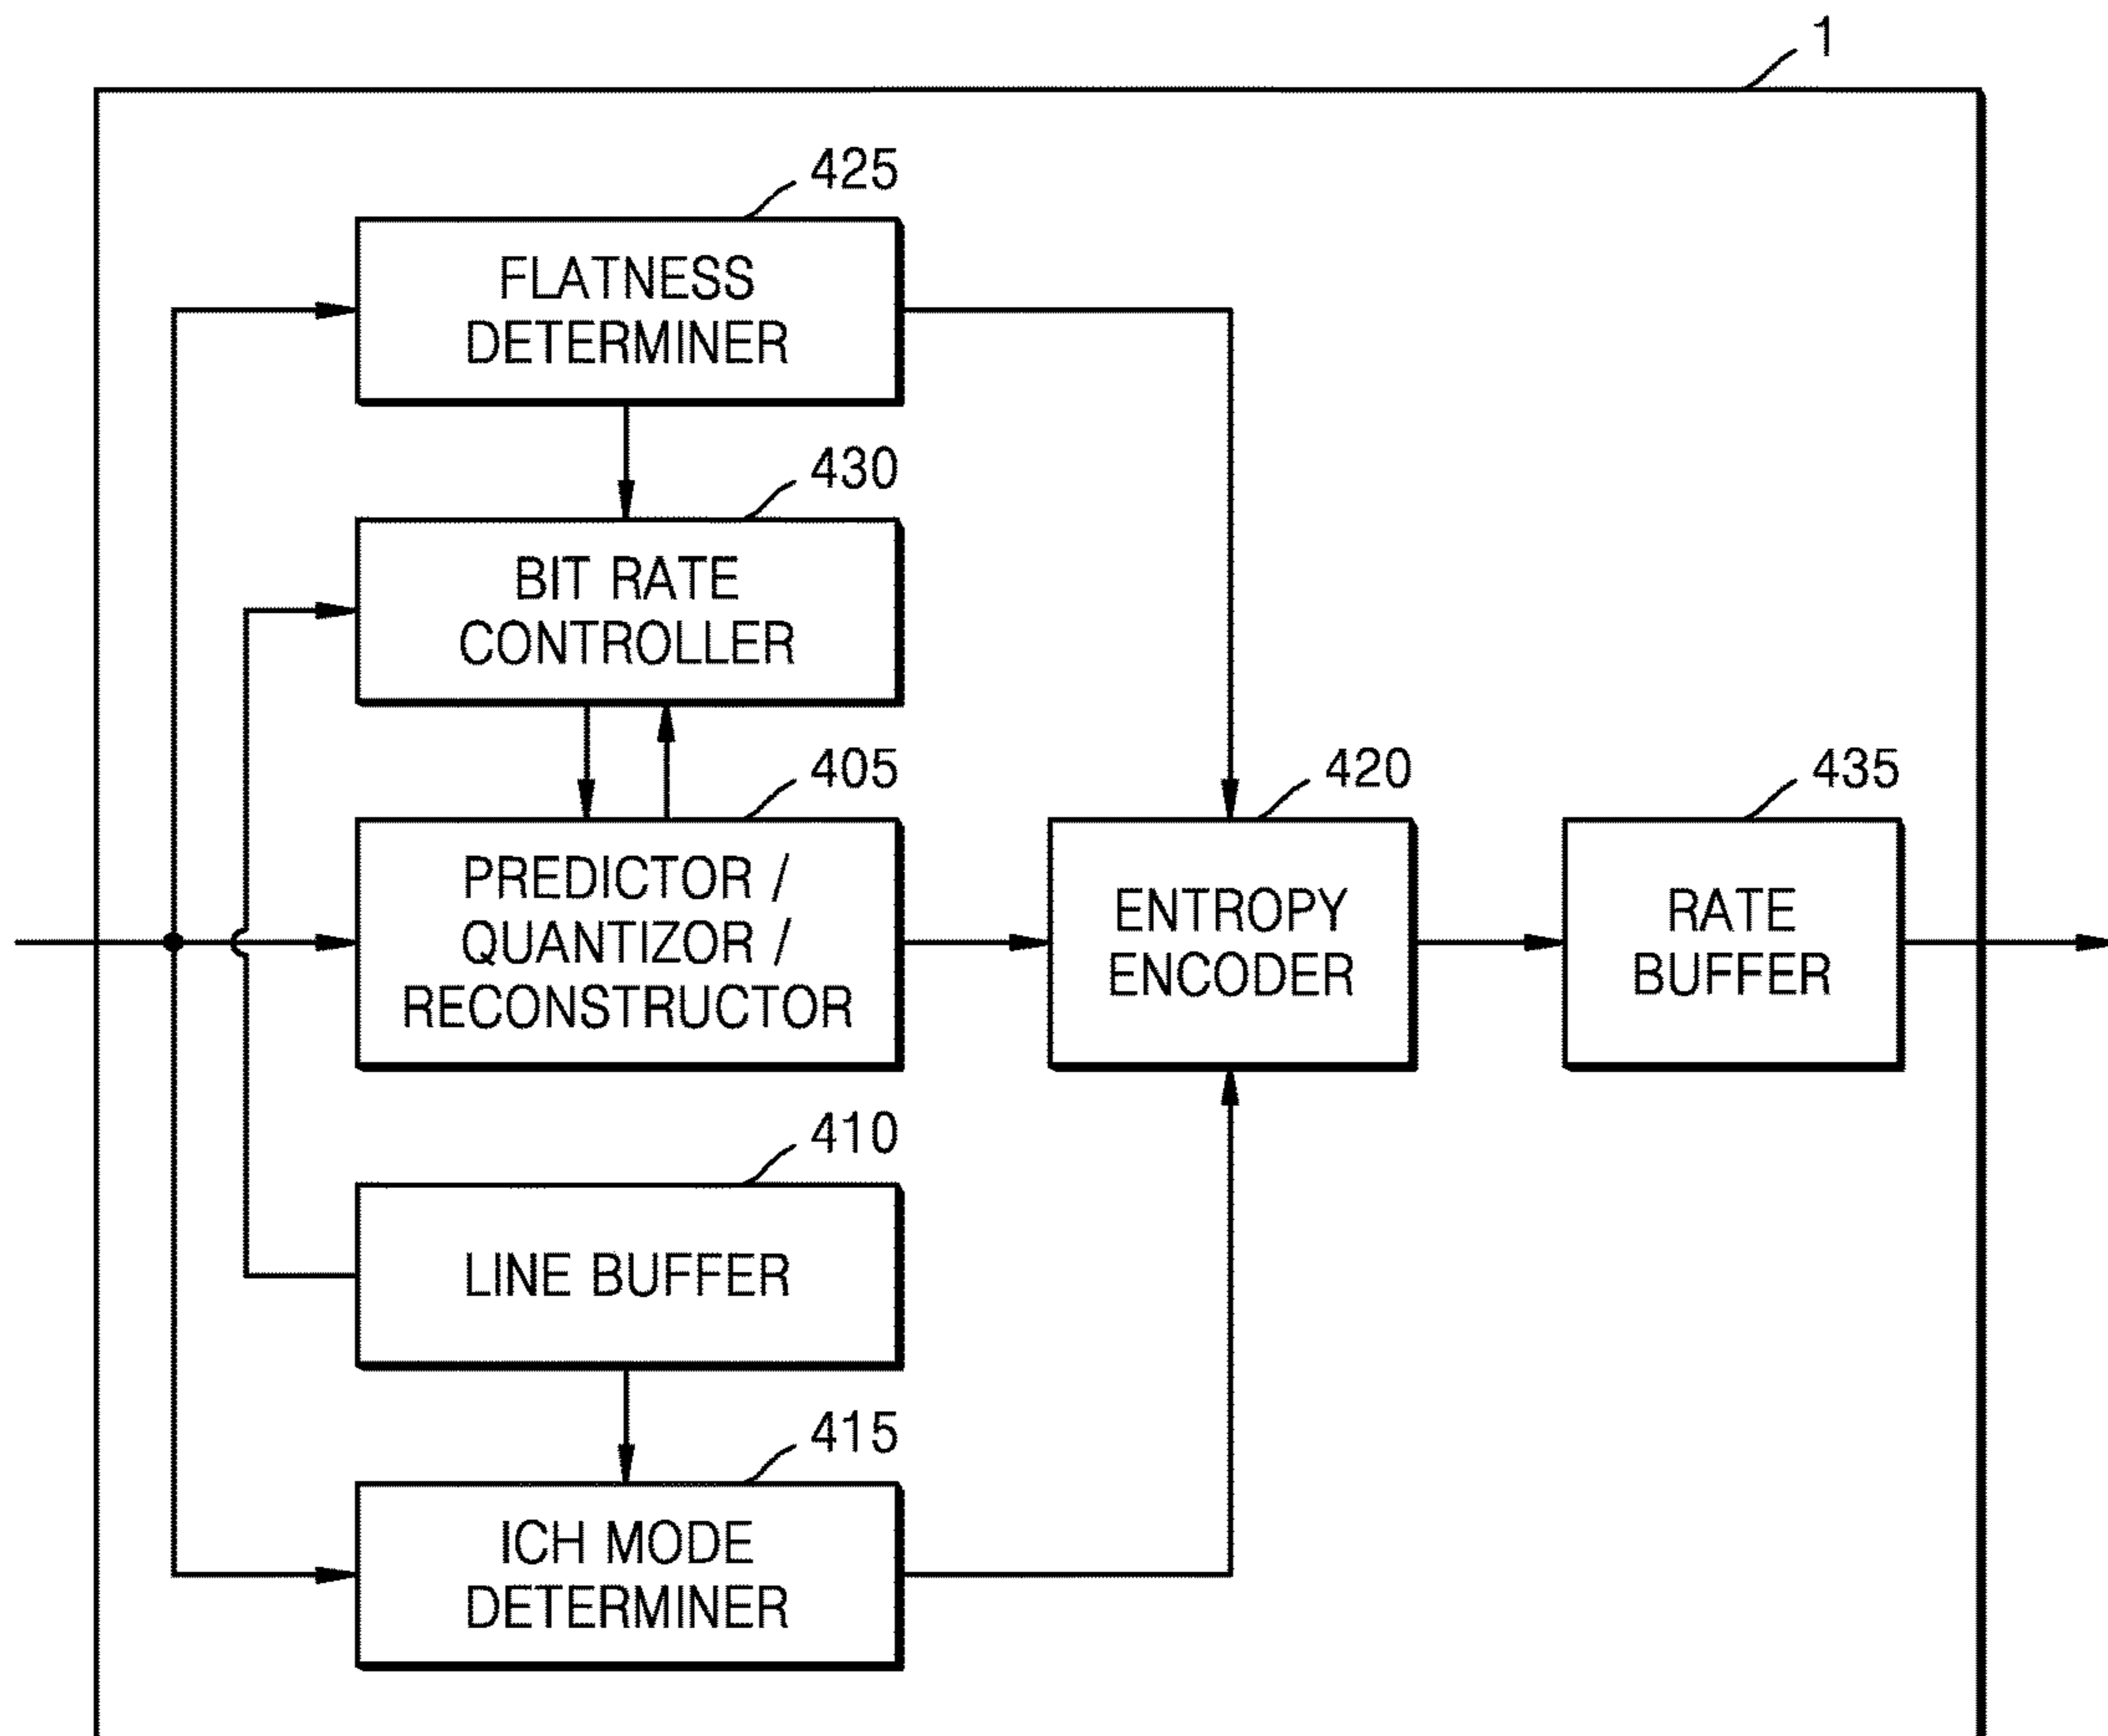 1
425
FLATNESS
DETERMINER
430
BIT RATE
CONTROLLER
405
PREDICTOR /
QUANTIZOR /
RECONSTRUCTOR
420
ENTROPY
ENCODER
435
RATE
BUFFER
410
LINE BUFFER
415
ICH MODE
DETERMINER